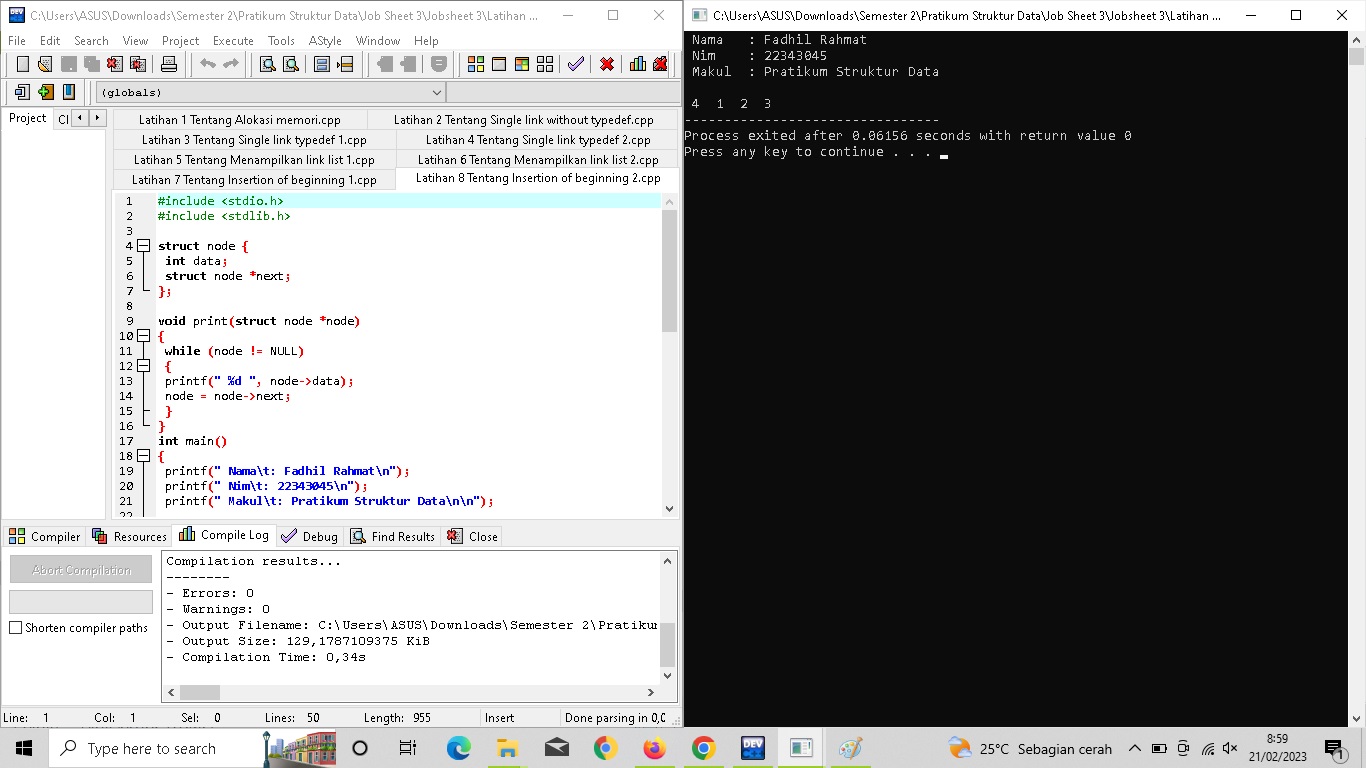 C:\Users\ASUS\Downloads\Semester 2\Pratikum Struktur Data\Job Sheet 3\Jobsheet 3\Latihan ...
File Edit Search View Project Execute Tools AStyle Window Help
(globals)
Project Cl
Latihan 1 Tentang Alokasi memori.cpp Latihan 2 Tentang Single link without typedef.cpp
Latihan 3 Tentang Single link typedef 1.cpp Latihan 4 Tentang Single link typedef 2.cpp
Latihan 5 Tentang Menampilkan link list 1.cpp Latihan 6 Tentang Menampilkan link list 2.cpp
Latihan 7 Tentang Insertion of beginning 1.cpp Latihan 8 Tentang Insertion of beginning 2.cpp
1 #include <stdio.h>
2 #include <stdlib.h>
3
4 struct node {
5 int data;
6 struct node *next;
7 };
8
9 void print(struct node *node)
10 {
11 while (node != NULL)
12 {
13 printf(" %d ", node->data);
14 node = node->next;
15 }
16 }
17 int main()
18 {
19 printf(" Nama\t: Fadhil Rahmat\n");
20 printf(" Nim\t: 22343045\n");
21 printf(" Makul\t: Pratikum Struktur Data\n\n");
22
Compiler Resources Compile Log Debug Find Results Close
Abort Compilation
Shorten compiler paths
Compilation results...
--------
- Errors: 0
- Warnings: 0
- Output Filename: C:\Users\ASUS\Downloads\Semester 2\Pratikum
- Output Size: 129,1787109375 KiB
- Compilation Time: 0,34s
Line: 1 Col: 1 Sel: 0 Lines: 50 Length: 955 Insert Done parsing in 0,0
C:\Users\ASUS\Downloads\Semester 2\Pratikum Struktur Data\Job Sheet 3\Jobsheet 3\Latihan ...
Nama : Fadhil Rahmat
Nim : 22343045
Makul : Pratikum Struktur Data
4 1 2 3
--------------------------------
Process exited after 0.06156 seconds with return value 0
Press any key to continue . . .
Type here to search
DEV
25°C Sebagian cerah
8:59
21/02/2023
1